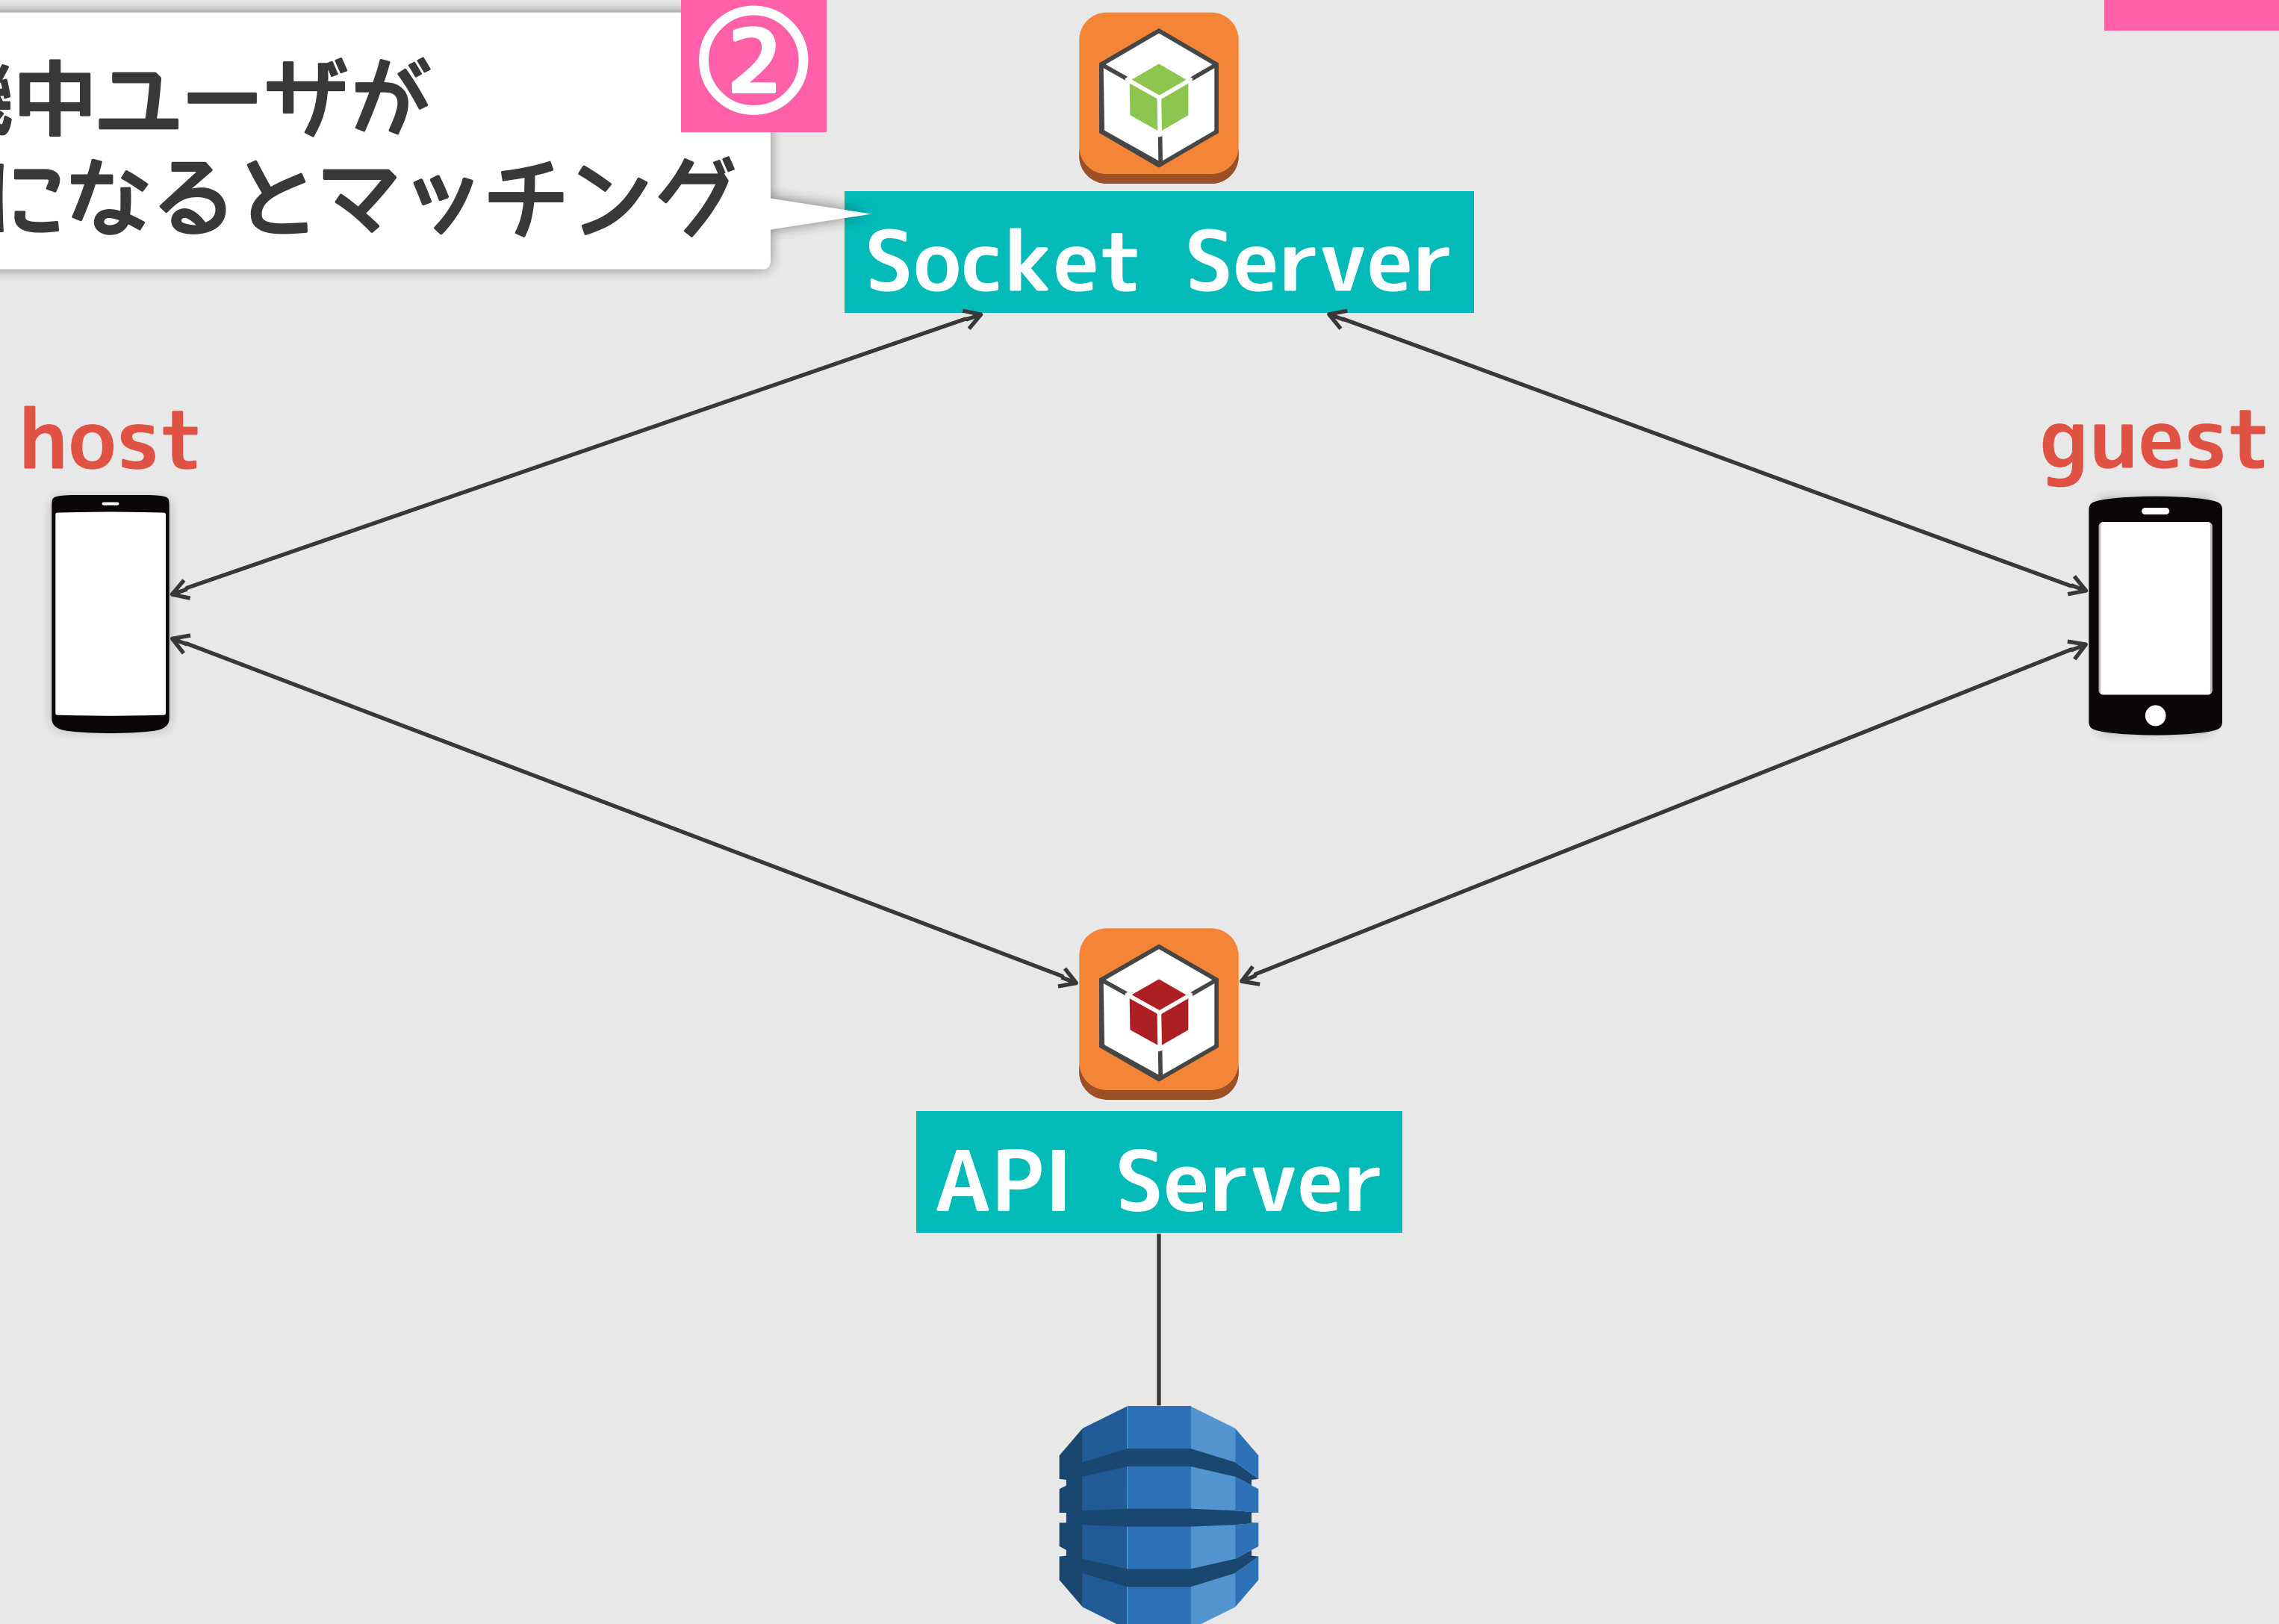 ②
中ユーザが
になるとマッチング
Socket Server
host
guest
API Server